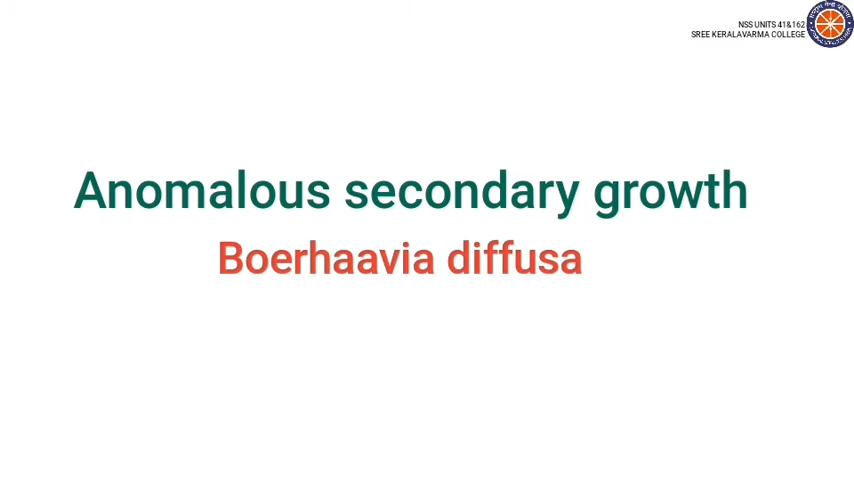 NSS UNITS 41&162
SREE KERALAVARMA COLLEGE
Anomalous secondary growth
Boerhaavia diffusa